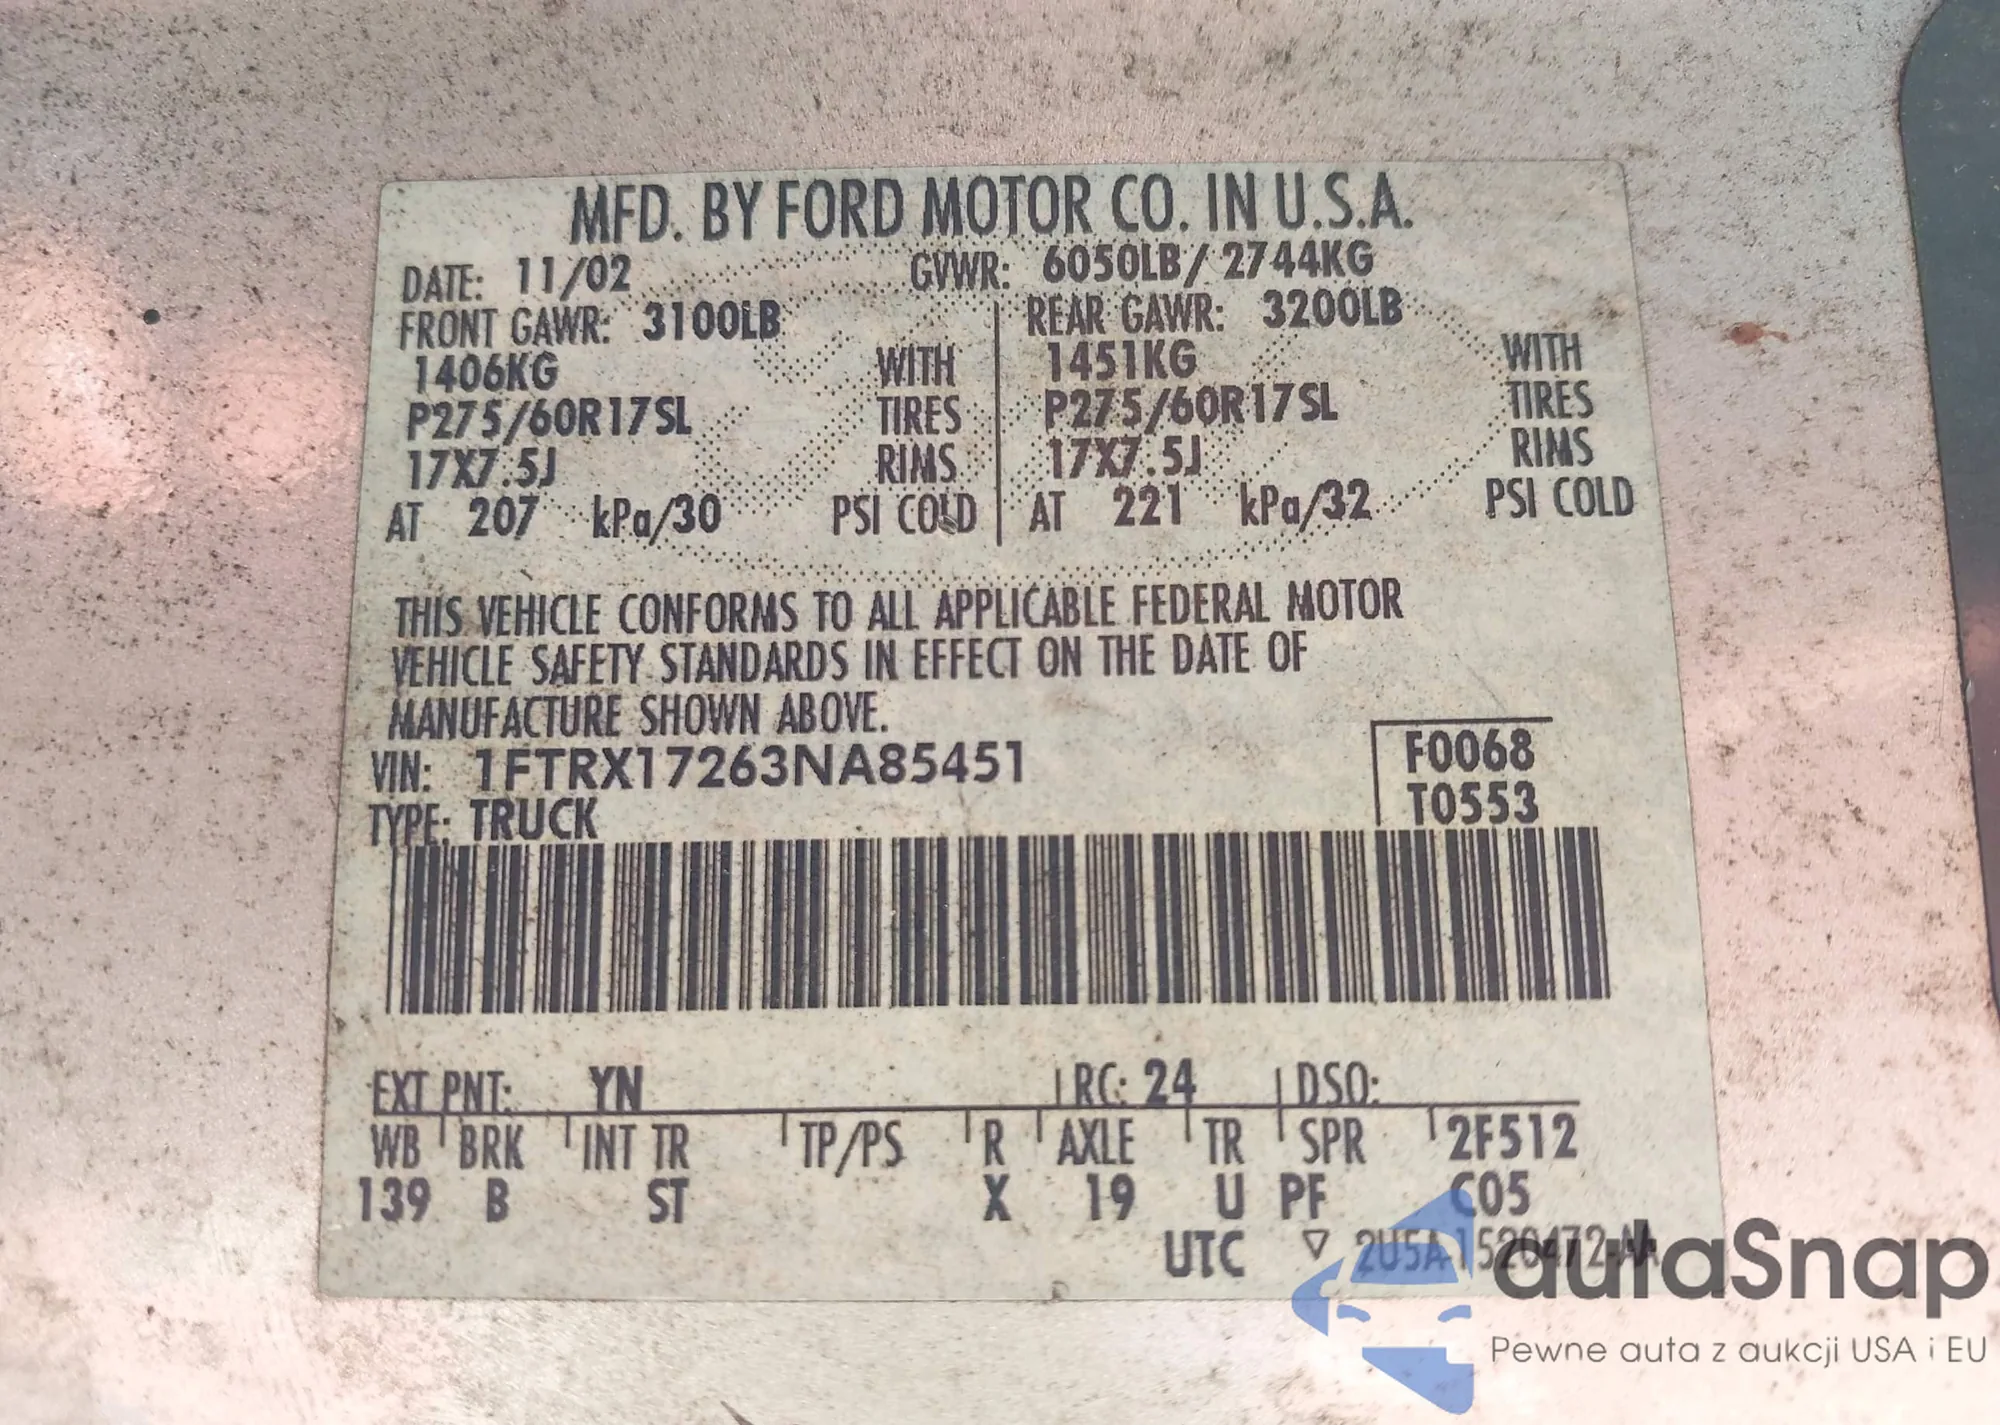 MFD. BY FORD MOTOR CO. IN U.S.A.
DATE: 11/02 GVWR: 6050LB/ 2744KG
FRONT GAWR: 3100LB REAR GAWR: 3200LB
1406KG WITH 1451KG WITH
P275/60R17SL TIRES P275/60R17SL TIRES
17X7.5J RIMS 17X7.5J RIMS
AT 207 kPa/30 PSI COLD AT 221 kPa/32 PSI COLD
THIS VEHICLE CONFORMS TO ALL APPLICABLE FEDERAL MOTOR
VEHICLE SAFETY STANDARDS IN EFFECT ON THE DATE OF
MANUFACTURE SHOWN ABOVE.
VIN: 1FTRX17263NA85451 F0068
TYPE: TRUCK T0553
EXT PNT: YN RC: 24 DSO:
WB BRK INT TR TP/PS R AXLE TR SPR 2F512
139 B ST X 19 U PF C05
UTC ▽ 2U5A-1520472-AA
autaSnap
Pewne auta z aukcji USA i EU